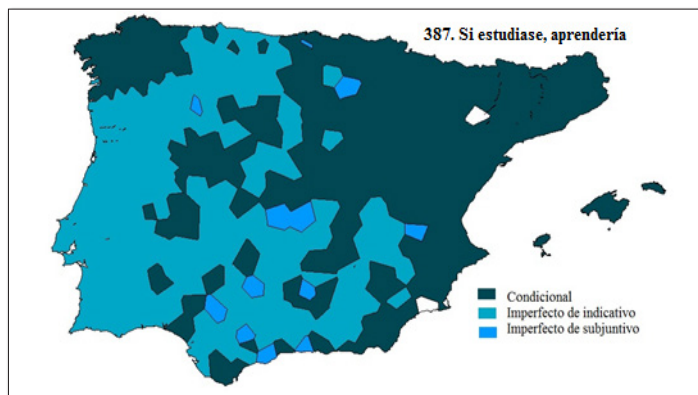 387. Si estudiase, aprendería
Condicional
Imperfecto de indicativo
Imperfecto de subjuntivo